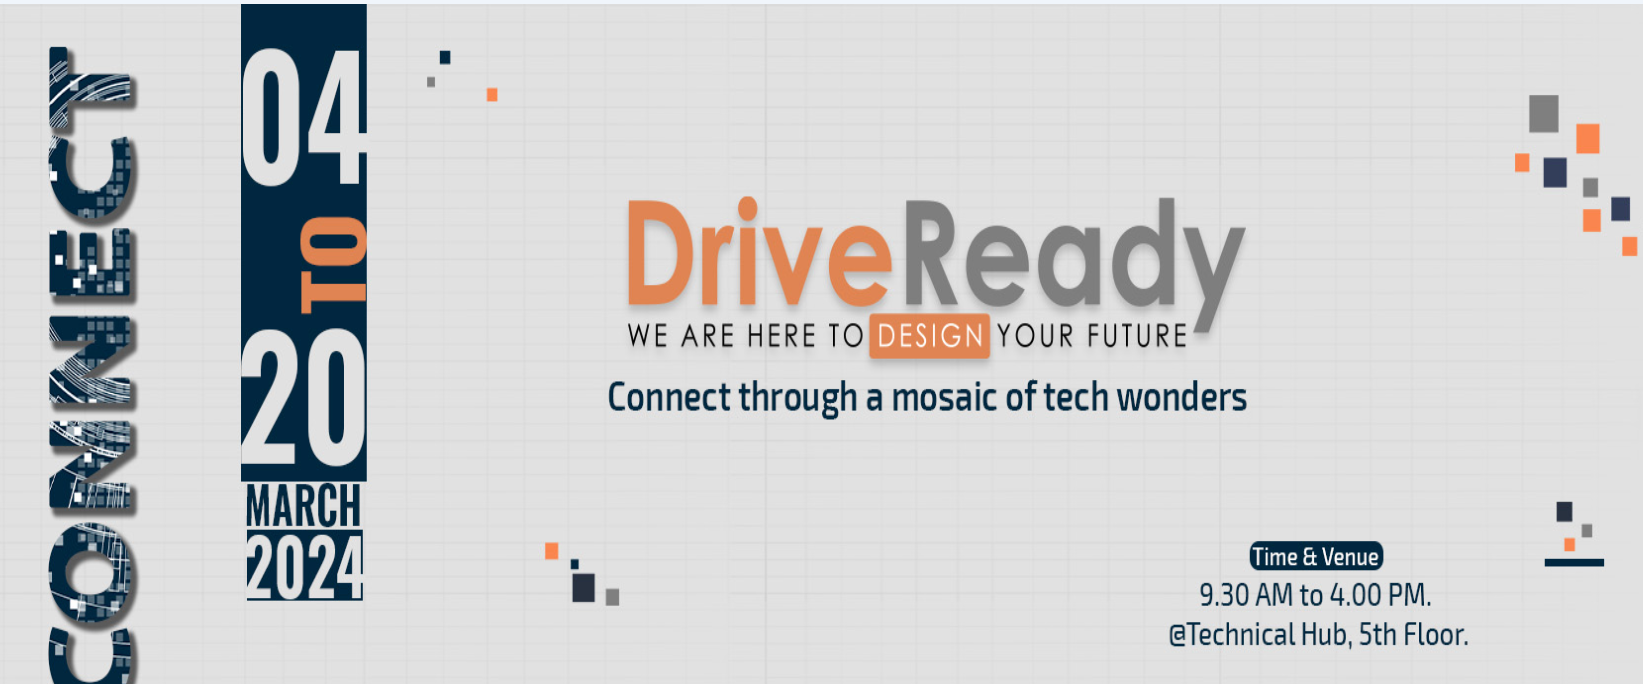 CONNECT
04
TO
20
MARCH
2024
DriveReady
WE ARE HERE TO DESIGN YOUR FUTURE
Connect through a mosaic of tech wonders
Time & Venue
9.30 AM to 4.00 PM.
@Technical Hub, 5th Floor.